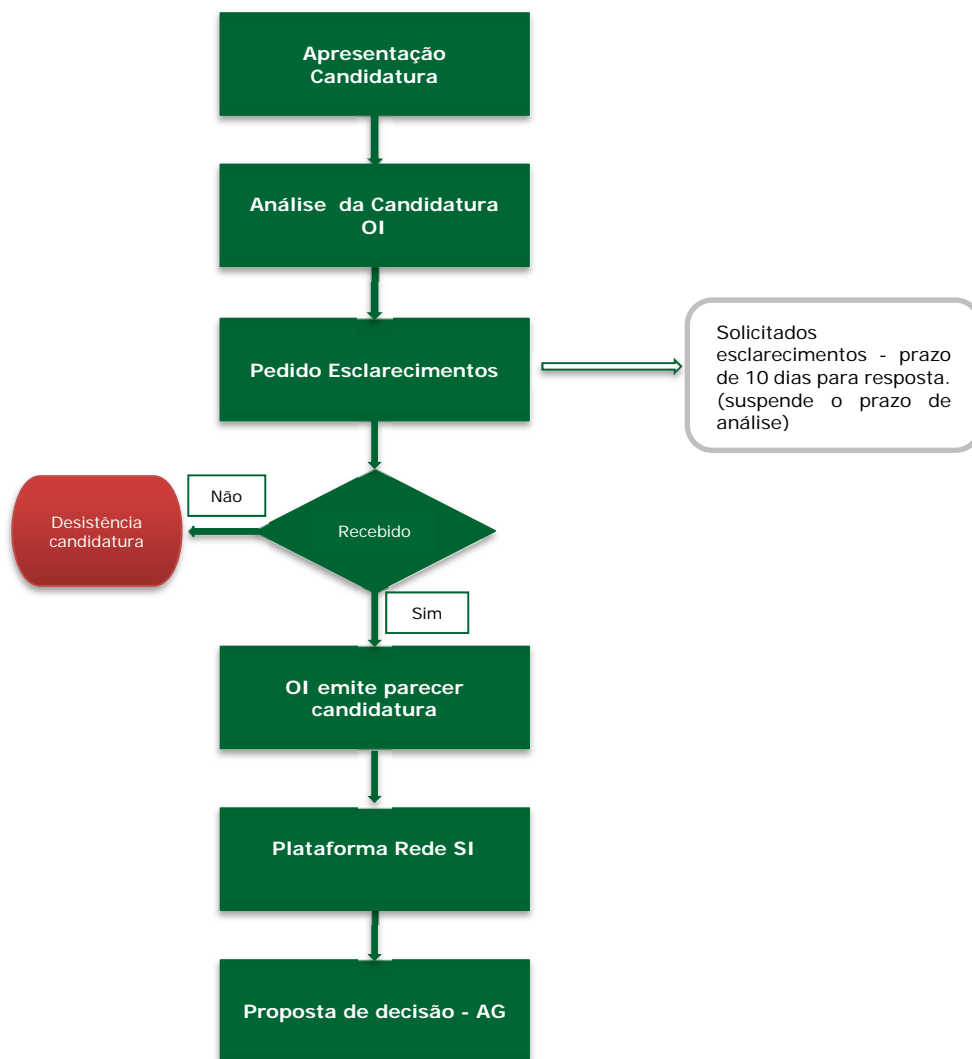 Apresentação
Candidatura
Análise da Candidatura
OI
Pedido Esclarecimentos
Solicitados
esclarecimentos - prazo
de 10 dias para resposta.
(suspende o prazo de
análise)
Não
Desistência
candidatura
Recebido
Sim
OI emite parecer
candidatura
Plataforma Rede SI
Proposta de decisão - AG